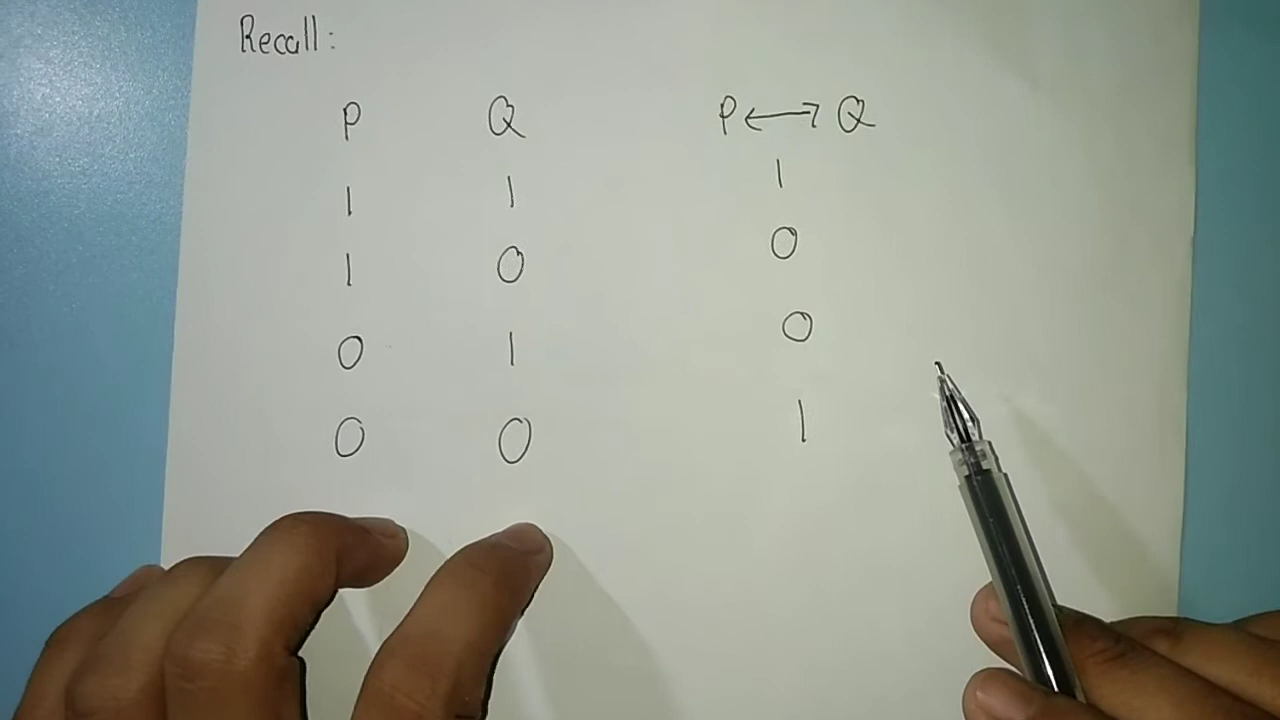 Recall:
P Q P ↔ Q
1 1 1
1 0 0
0 1 0
0 0 1